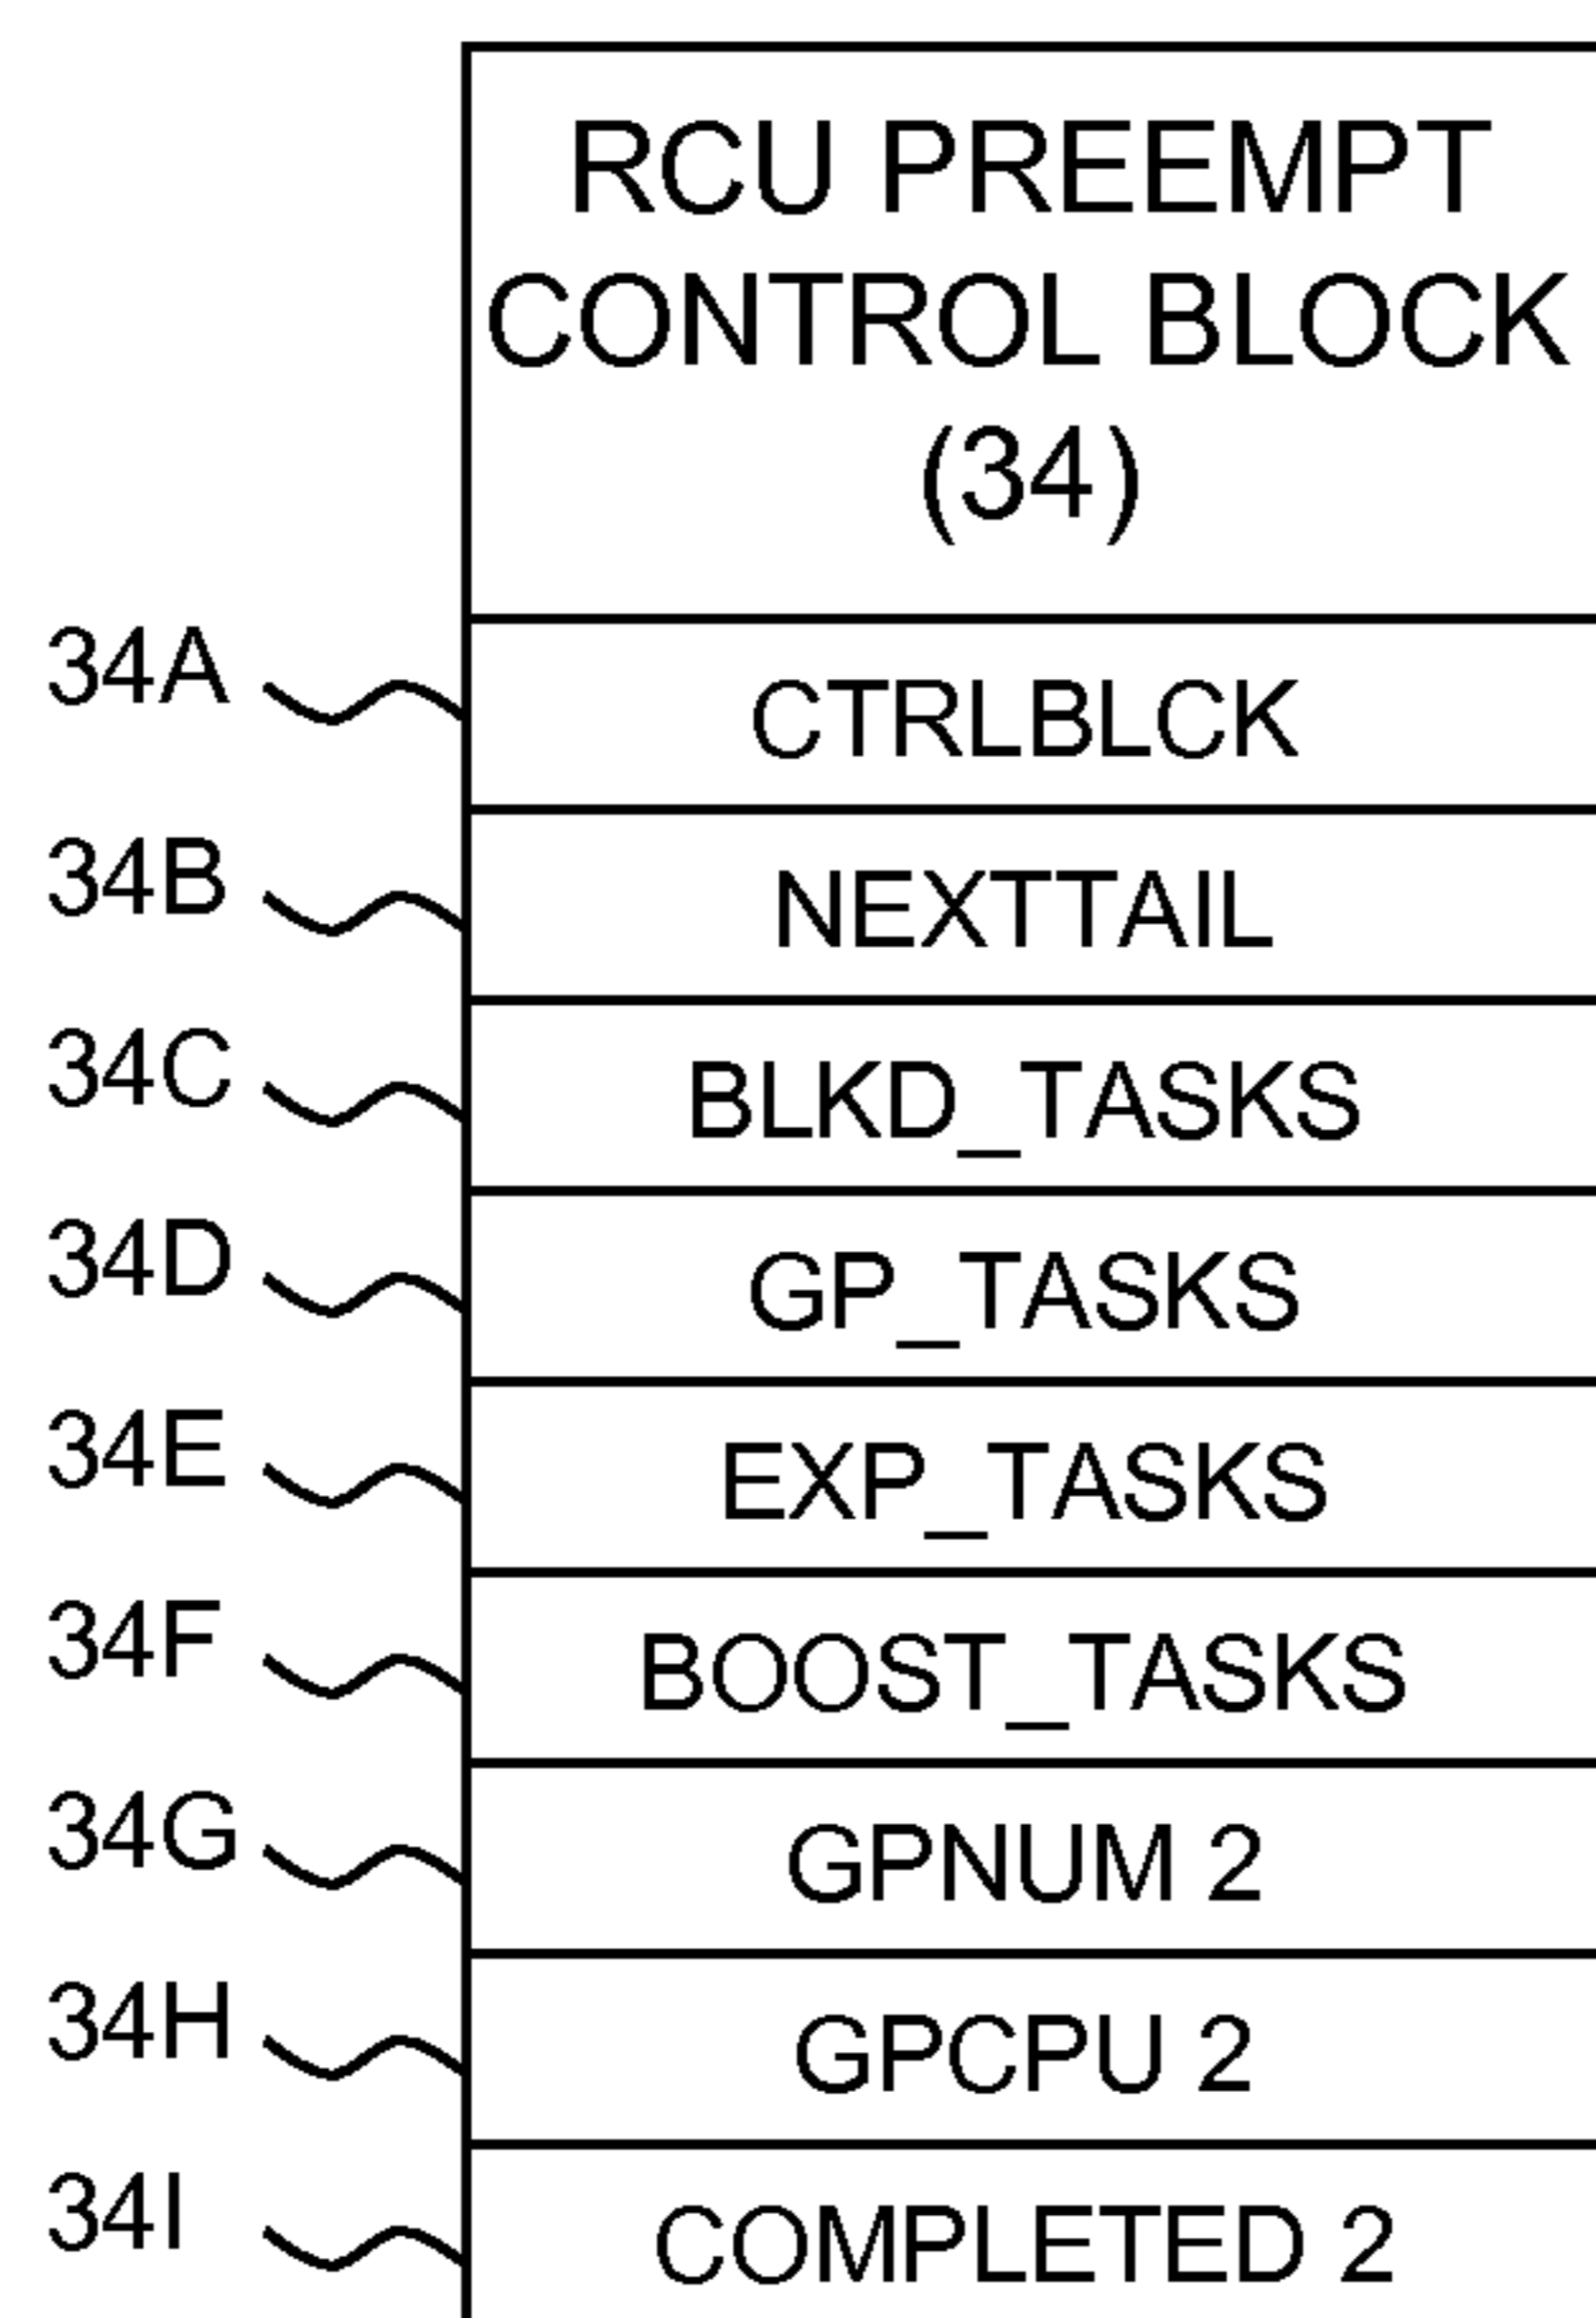 RCU PREEMPT
CONTROL BLOCK
(34)
34A CTRLBLCK
34B NEXTTAIL
34C BLKD_TASKS
34D GP_TASKS
34E EXP_TASKS
34F BOOST_TASKS
34G GPNUM 2
34H GPCPU 2
34I COMPLETED 2